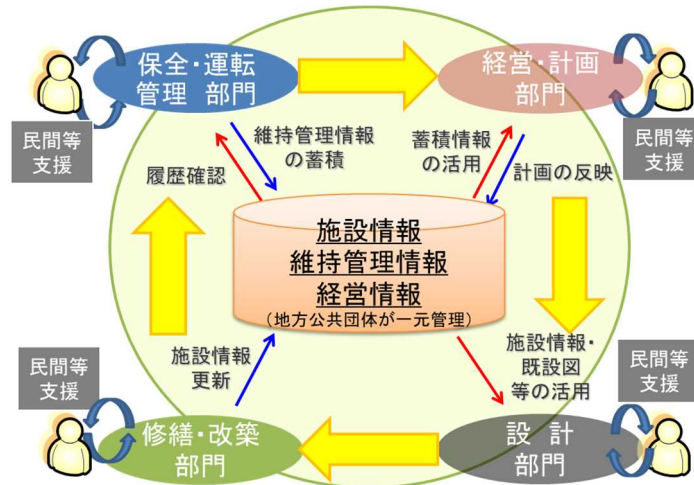 保全・運転
管理 部門
経営・計画
部門
民間等
支援
民間等
支援
維持管理情報
の蓄積
蓄積情報
の活用
履歴確認
計画の反映
施設情報
維持管理情報
経営情報
（地方公共団体が一元管理）
施設情報
更新
施設情報・
既設図
等の活用
民間等
支援
民間等
支援
修繕・改築
部門
設 計
部門